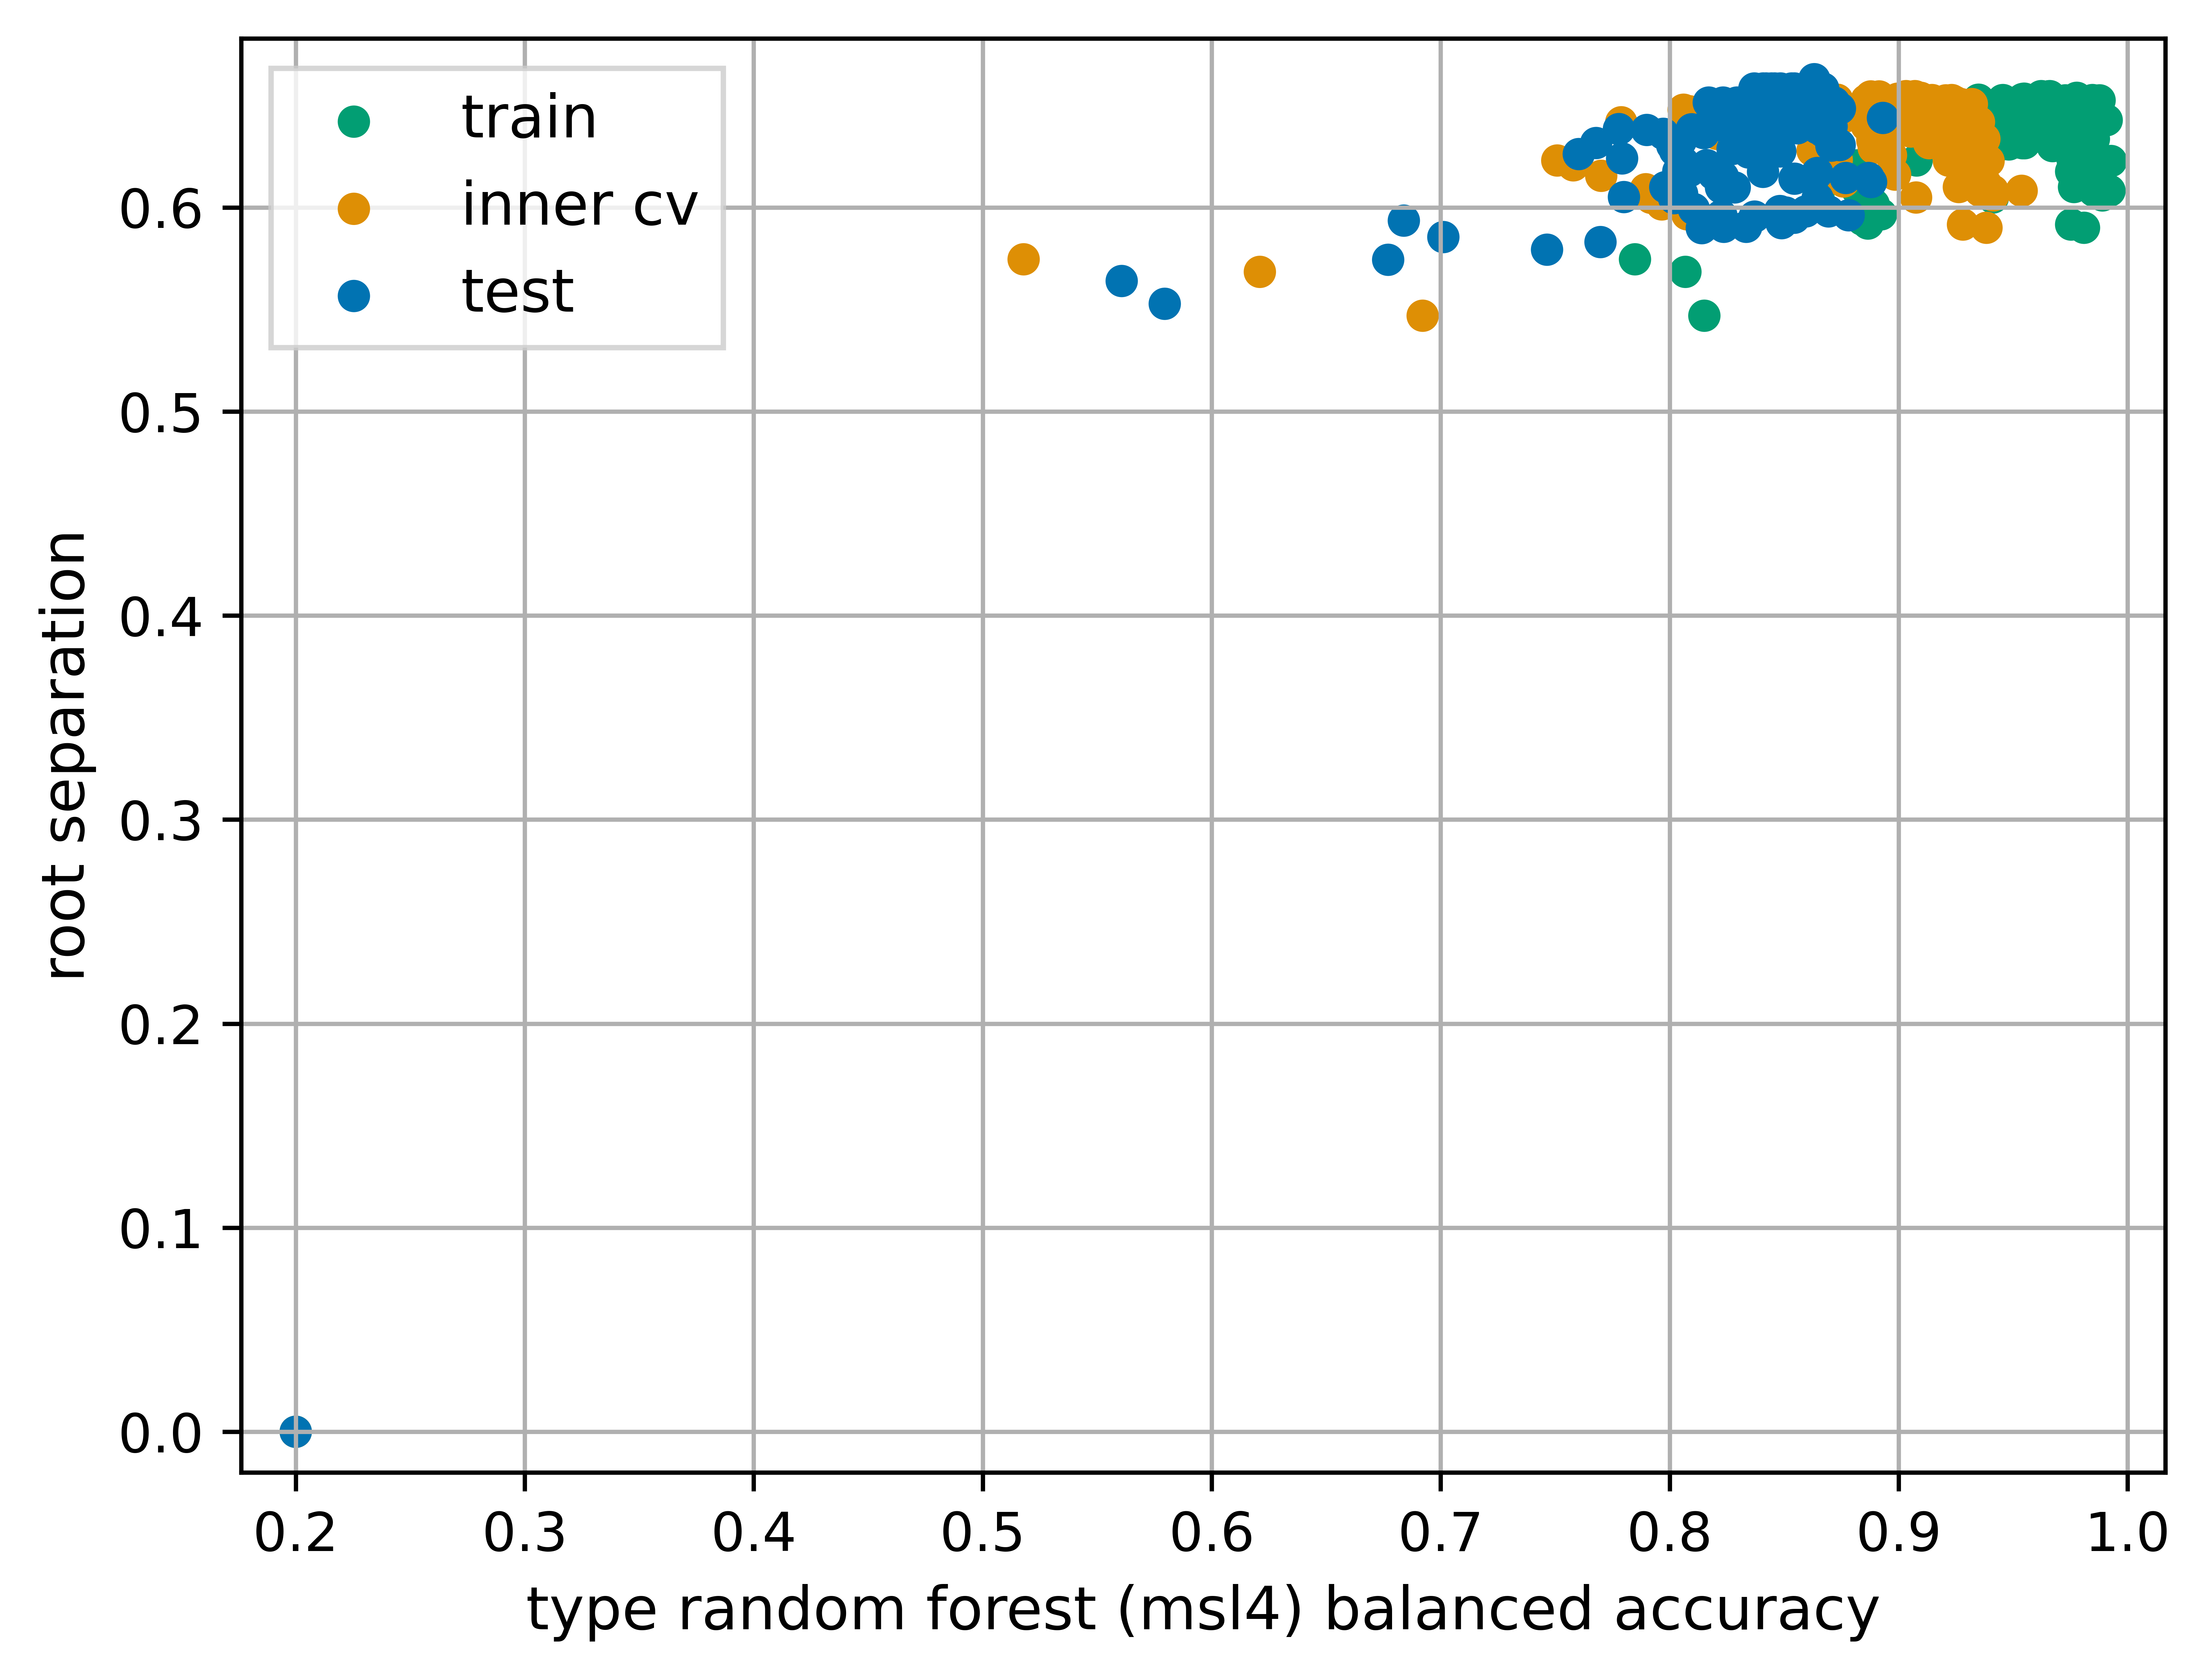 train
inner cv
test
root separation
0.6
0.5
0.4
0.3
0.2
0.1
0.0
0.2 0.3 0.4 0.5 0.6 0.7 0.8 0.9 1.0
type random forest (msl4) balanced accuracy